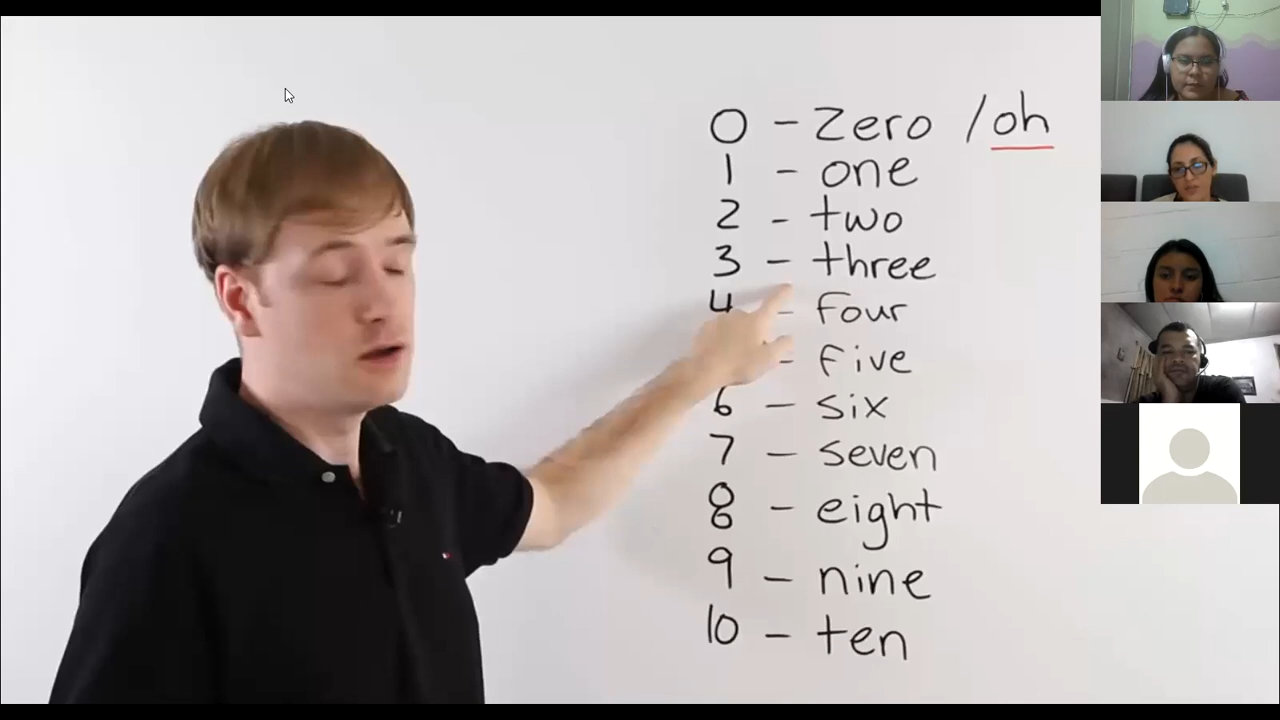 0 - zero / oh
1 - one
2 - two
3 - three
4 - four
- five
6 - six
7 - seven
8 - eight
9 - nine
10 - ten